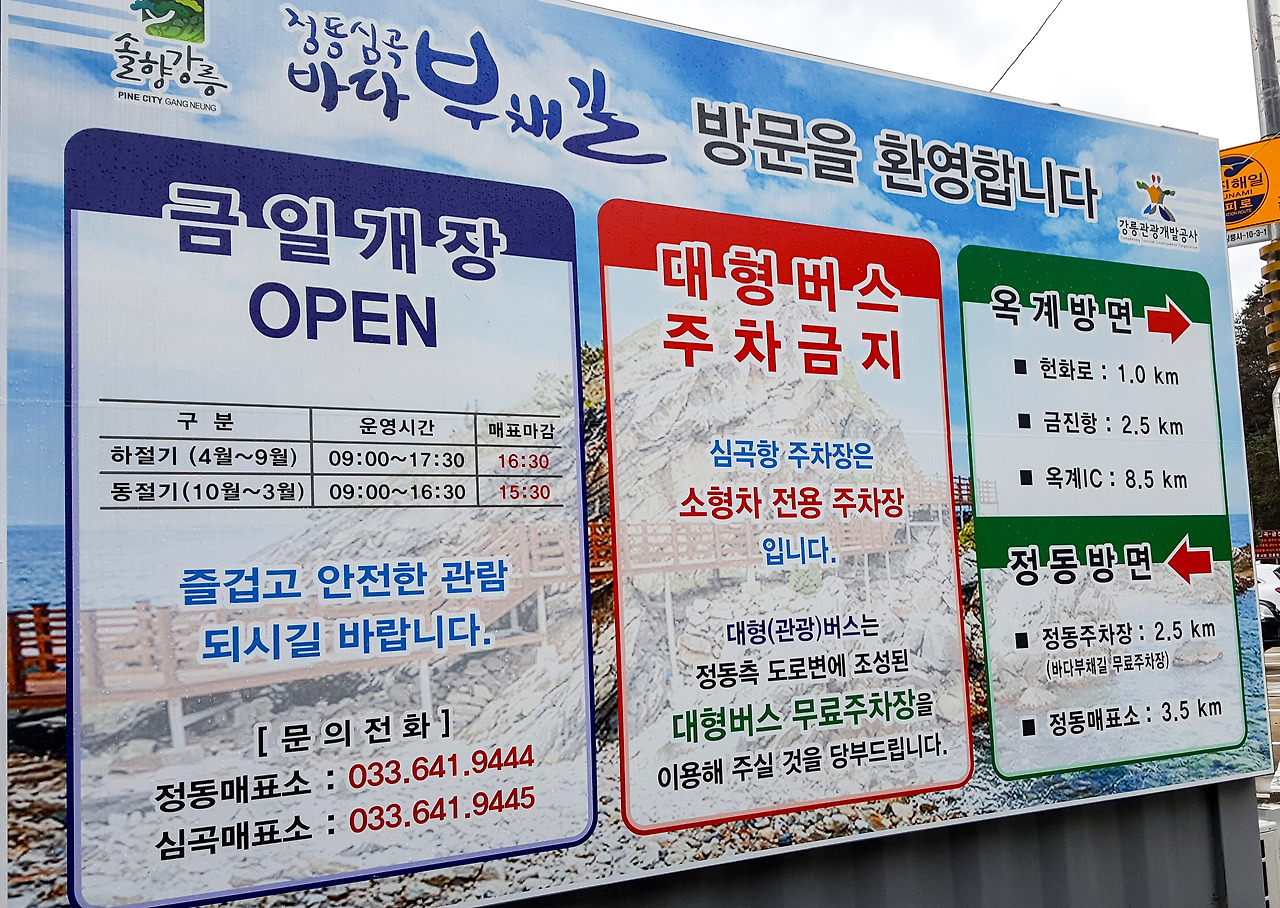 솔향강릉
PINE CITY GANG NEUNG
정동심곡
바다 부채길 방문을 환영합니다
강릉관광개발공사
금일개장
OPEN
구 분 운영시간 매표마감
하절기 (4월~9월) 09:00~17:30 16:30
동절기(10월~3월) 09:00~16:30 15:30
즐겁고 안전한 관람
되시길 바랍니다.
[ 문 의 전 화 ]
정동매표소 : 033.641.9444
심곡매표소 : 033.641.9445
대형버스
주차금지
심곡항 주차장은
소형차 전용 주차장
입니다.
대형(관광)버스는
정동측 도로변에 조성된
대형버스 무료주차장을
이용해 주실 것을 당부드립니다.
옥계방면
■ 헌화로 : 1.0 km
■ 금진항 : 2.5 km
■ 옥계IC : 8.5 km
정동방면
■ 정동주차장 : 2.5 km
(바다부채길 무료주차장)
■ 정동매표소 : 3.5 km
진해일
UNAMI
피로